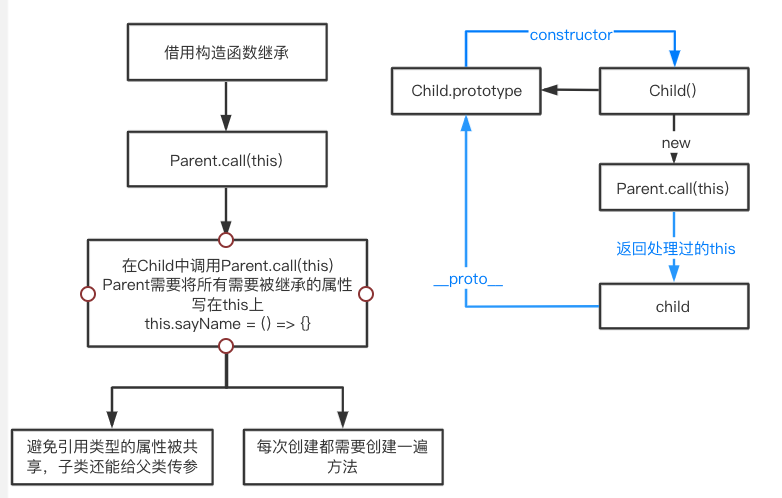 借用构造函数继承
Parent.call(this)
在Child中调用Parent.call(this)
Parent需要将所有需要被继承的属性
写在this上
this.sayName = () => {}
避免引用类型的属性被共
享，子类还能给父类传参
每次创建都需要创建一遍
方法
constructor
Child.prototype
Child()
new
Parent.call(this)
返回处理过的this
__proto__
child